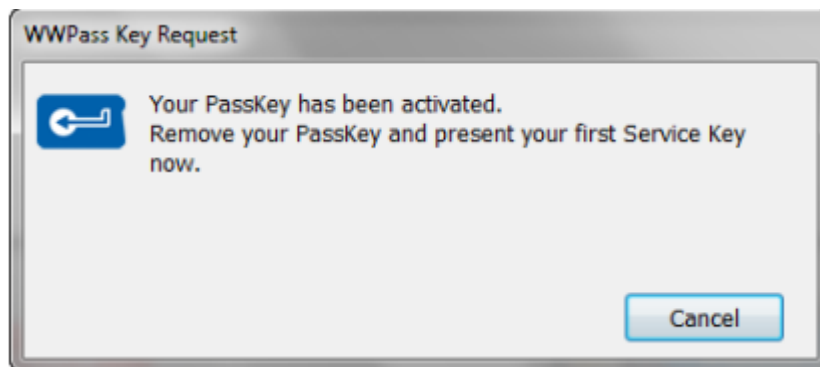 WWPass Key Request
Your PassKey has been activated.
Remove your PassKey and present your first Service Key
now.
Cancel